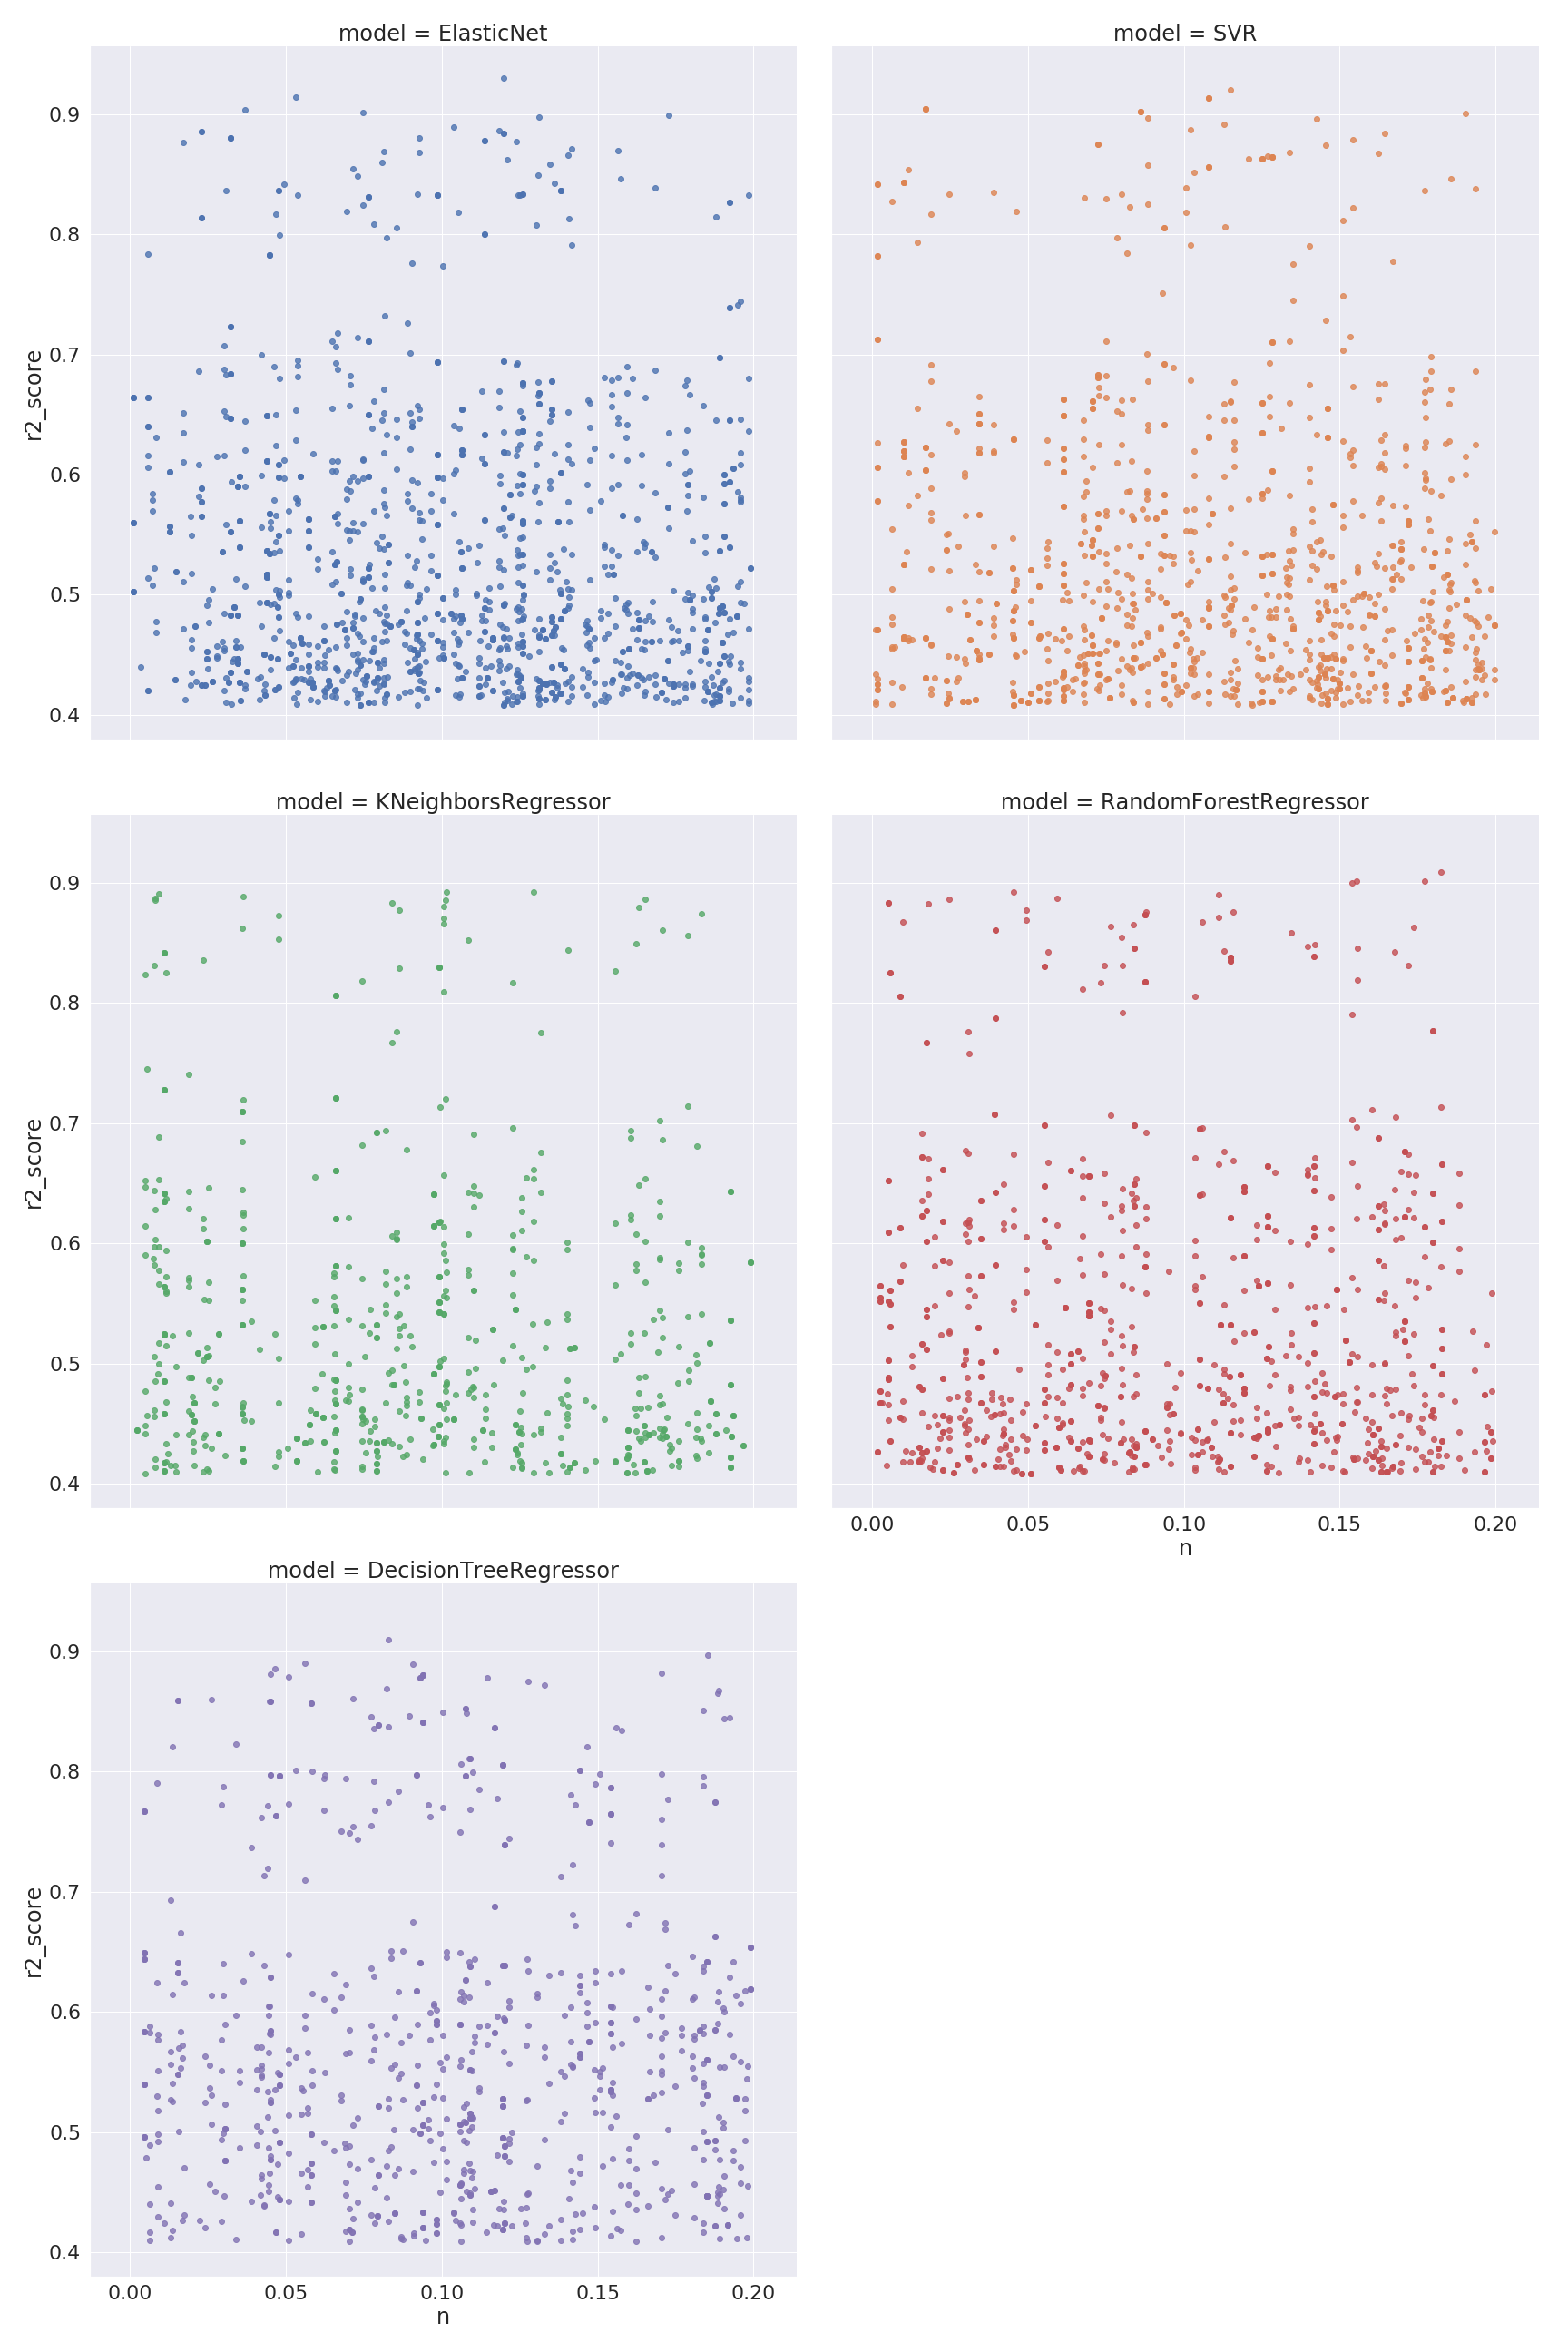 model = ElasticNet
model = SVR
0.9
0.8
0.7
0.6
0.5
0.4
r2_score
model = KNeighborsRegressor
model = RandomForestRegressor
0.9
0.8
0.7
0.6
0.5
0.4
r2_score
0.00 0.05 0.10 0.15 0.20
n
model = DecisionTreeRegressor
0.9
0.8
0.7
0.6
0.5
0.4
r2_score
0.00 0.05 0.10 0.15 0.20
n